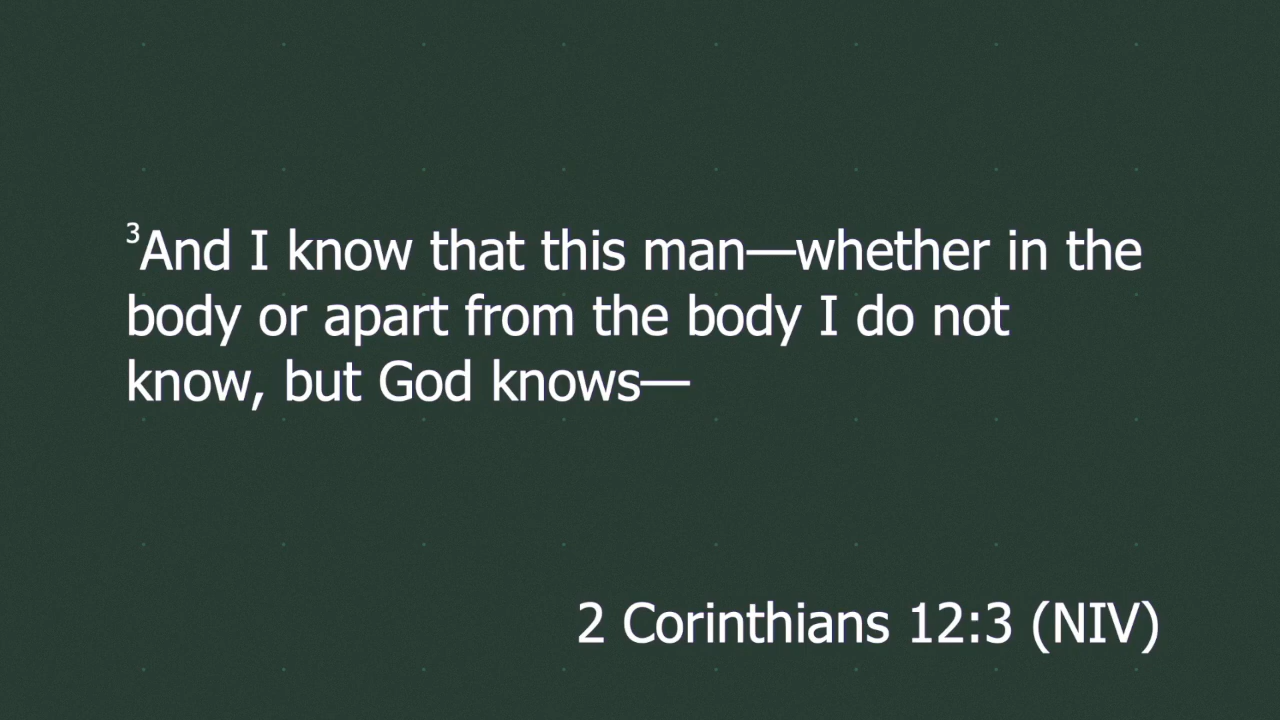 ³And I know that this man—whether in the
body or apart from the body I do not
know, but God knows—
2 Corinthians 12:3 (NIV)